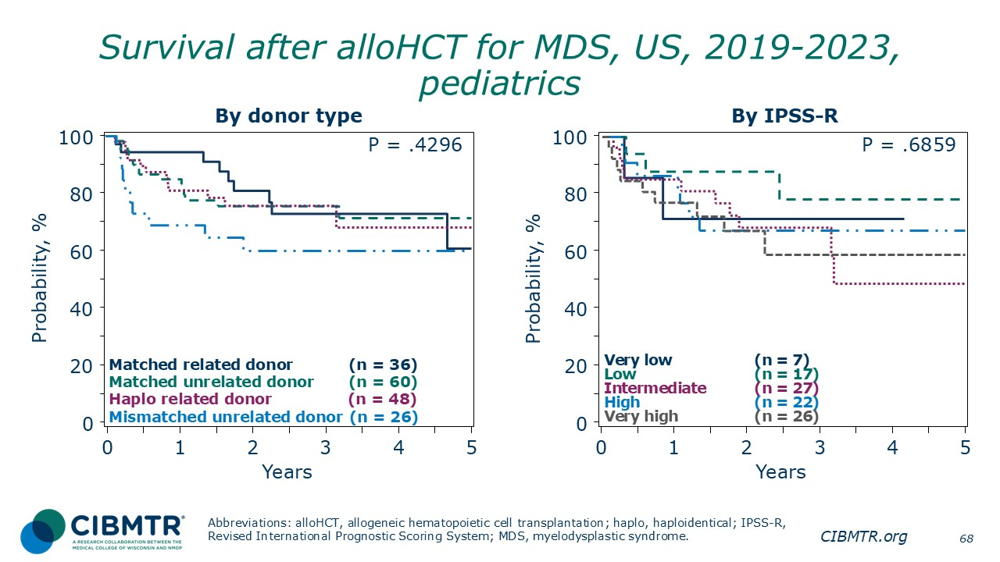 Survival after alloHCT for MDS, US, 2019-2023,
pediatrics
By donor type
P = .4296
100
80
60
40
20
0
Probability, %
Matched related donor (n = 36)
Matched unrelated donor (n = 60)
Haplo related donor (n = 48)
Mismatched unrelated donor (n = 26)
0 1 2 3 4 5
Years
By IPSS-R
P = .6859
100
80
60
40
20
0
Probability, %
Very low (n = 7)
Low (n = 17)
Intermediate (n = 27)
High (n = 22)
Very high (n = 26)
0 1 2 3 4 5
Years
CIBMTR®
A RESEARCH COLLABORATION BETWEEN THE
MEDICAL COLLEGE OF WISCONSIN AND NMDP
Abbreviations: alloHCT, allogeneic hematopoietic cell transplantation; haplo, haploidentical; IPSS-R,
Revised International Prognostic Scoring System; MDS, myelodysplastic syndrome.
CIBMTR.org
68